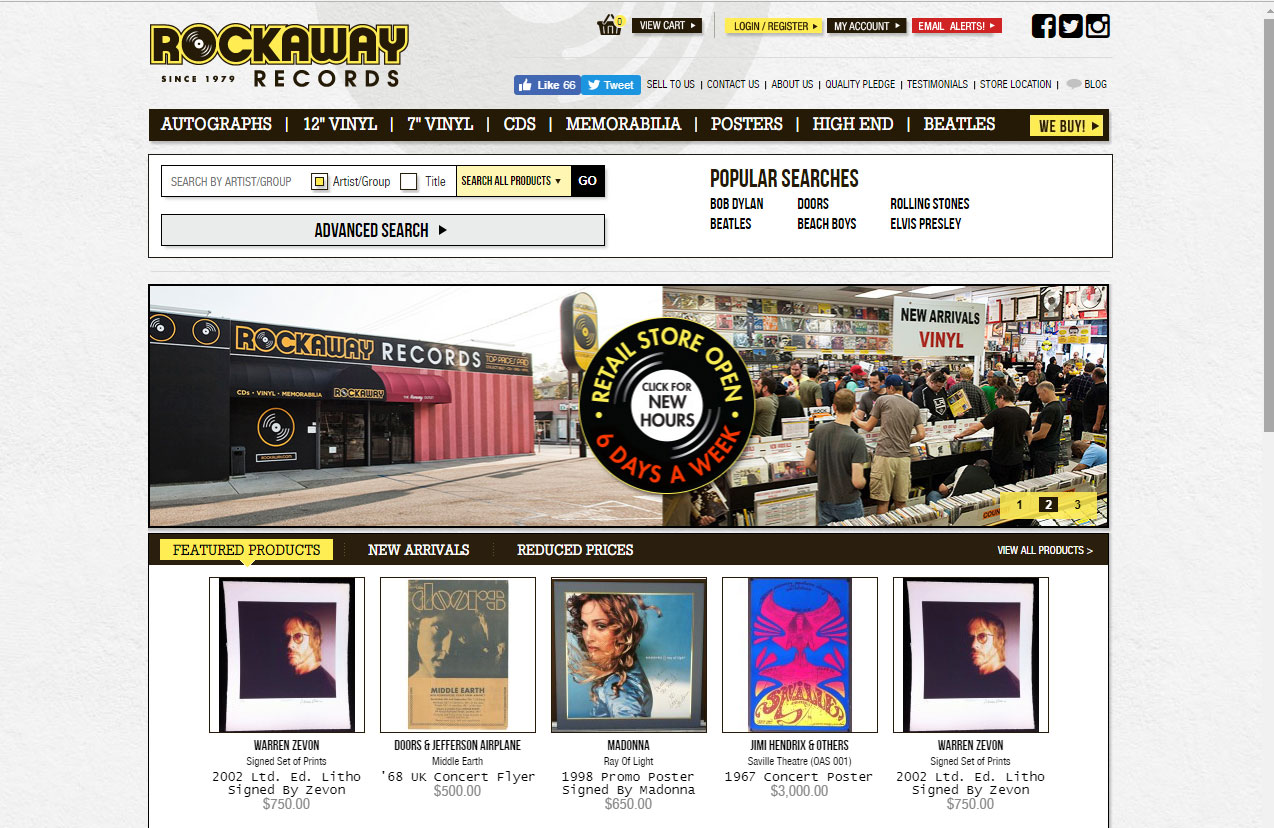 ROCKAWAY
SINCE 1979 RECORDS
0 VIEW CART
LOGIN / REGISTER
MY ACCOUNT
EMAIL ALERTS!
Like 66
Tweet
SELL TO US | CONTACT US | ABOUT US | QUALITY PLEDGE | TESTIMONIALS | STORE LOCATION | BLOG
AUTOGRAPHS | 12" VINYL | 7" VINYL | CDS | MEMORABILIA | POSTERS | HIGH END | BEATLES
WE BUY!
SEARCH BY ARTIST/GROUP Artist/Group Title SEARCH ALL PRODUCTS GO
ADVANCED SEARCH
POPULAR SEARCHES
BOB DYLAN DOORS ROLLING STONES
BEATLES BEACH BOYS ELVIS PRESLEY
ROCKAWAY RECORDS
TOP PRICES PAID
CDs • VINYL • MEMORABILIA
ROCKAWAY
ROCKAWAY.COM
RETAIL STORE OPEN
CLICK FOR
NEW
HOURS
6 DAYS A WEEK
NEW ARRIVALS
VINYL
ROCK
1 2 3
FEATURED PRODUCTS NEW ARRIVALS REDUCED PRICES VIEW ALL PRODUCTS >
the doors
MIDDLE EARTH
SAVILLE
WARREN ZEVON
Signed Set of Prints
2002 Ltd. Ed. Litho
Signed By Zevon
$750.00
DOORS & JEFFERSON AIRPLANE
Middle Earth
'68 UK Concert Flyer
$500.00
MADONNA
Ray Of Light
1998 Promo Poster
Signed By Madonna
$650.00
JIMI HENDRIX & OTHERS
Saville Theatre (OAS 001)
1967 Concert Poster
$3,000.00
WARREN ZEVON
Signed Set of Prints
2002 Ltd. Ed. Litho
Signed By Zevon
$750.00